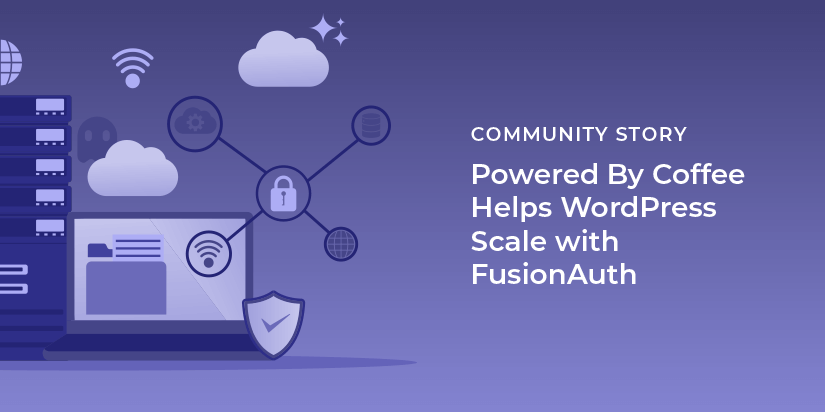 COMMUNITY STORY
Powered By Coffee
Helps WordPress
Scale with
FusionAuth